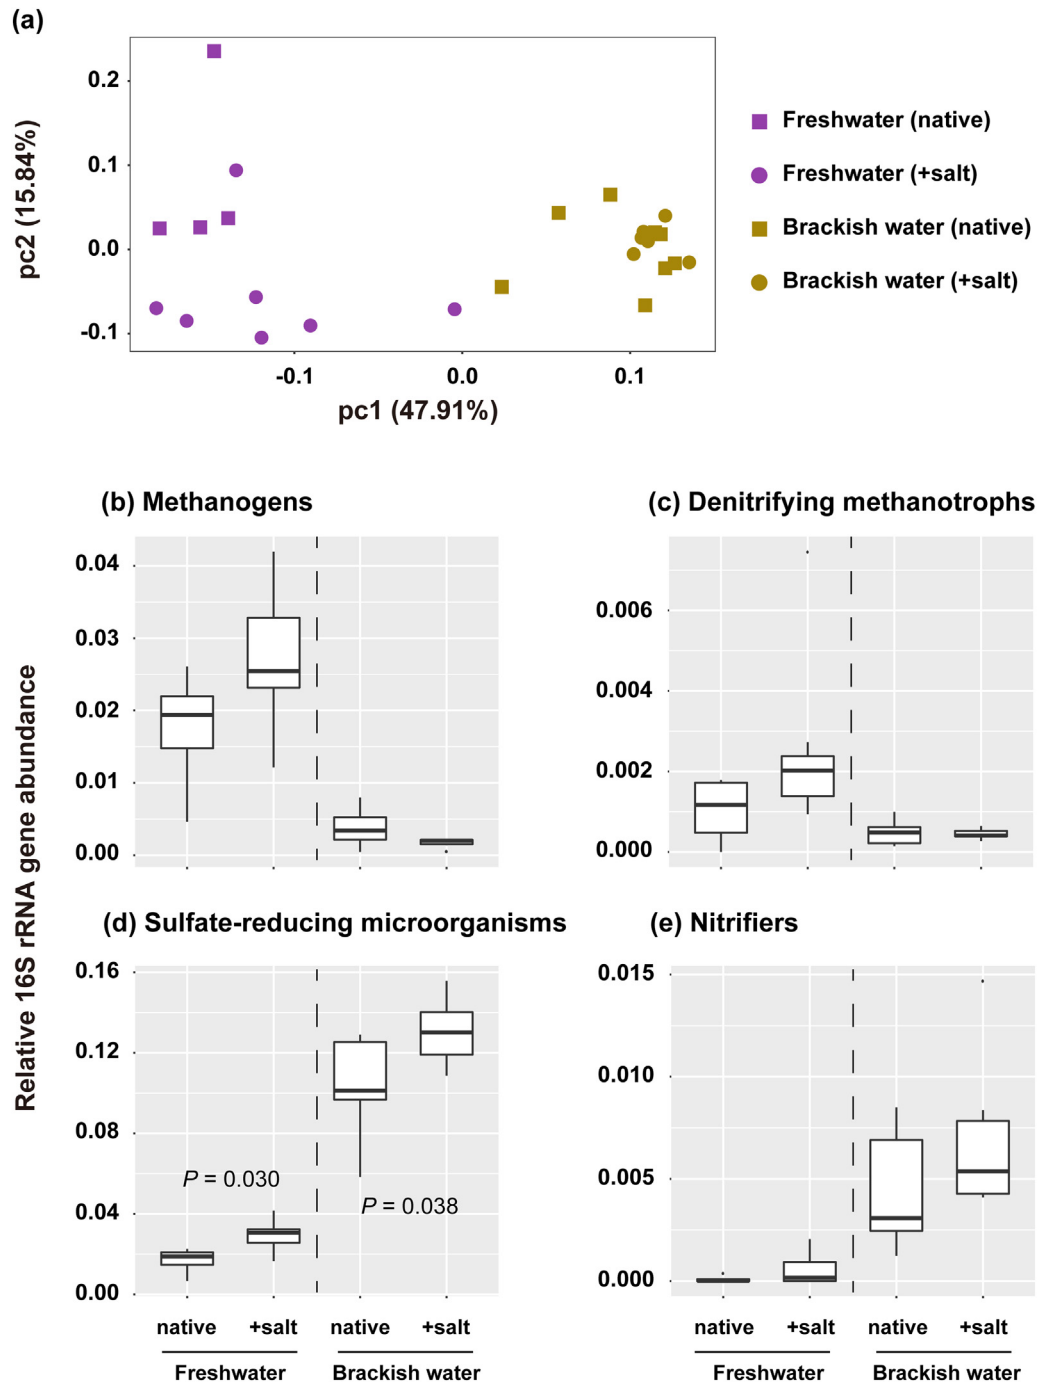 (a)
pc2 (15.84%)
0.2
0.1
0.0
-0.1
-0.1
0.0
0.1
pc1 (47.91%)
Freshwater (native)
Freshwater (+salt)
Brackish water (native)
Brackish water (+salt)
Relative 16S rRNA gene abundance
(b) Methanogens
0.04
0.03
0.02
0.01
0.00
(c) Denitrifying methanotrophs
0.006
0.004
0.002
0.000
(d) Sulfate-reducing microorganisms
0.16
0.12
0.08
0.04
0.00
P = 0.030
P = 0.038
native
+salt
native
+salt
Freshwater
Brackish water
(e) Nitrifiers
0.015
0.010
0.005
0.000
native
+salt
native
+salt
Freshwater
Brackish water